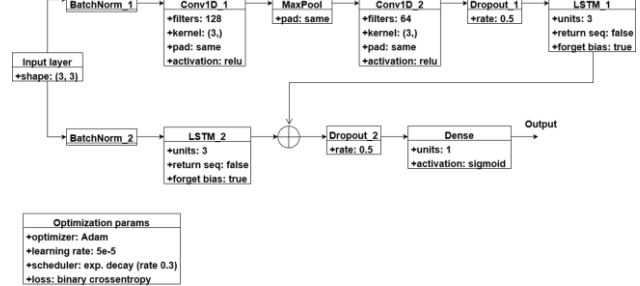 BatchNorm_1
Conv1D_1
+filters: 128
+kernel: (3,)
+pad: same
+activation: relu
MaxPool
+pad: same
Conv1D_2
+filters: 64
+kernel: (3,)
+pad: same
+activation: relu
Dropout_1
+rate: 0.5
LSTM_1
+units: 3
+return seq: false
+forget bias: true
Input layer
+shape: (3, 3)
BatchNorm_2
LSTM_2
+units: 3
+return seq: false
+forget bias: true
Dropout_2
+rate: 0.5
Dense
+units: 1
+activation: sigmoid
Output
Optimization params
+optimizer: Adam
+learning rate: 5e-5
+scheduler: exp. decay (rate 0.3)
+loss: binary crossentropy